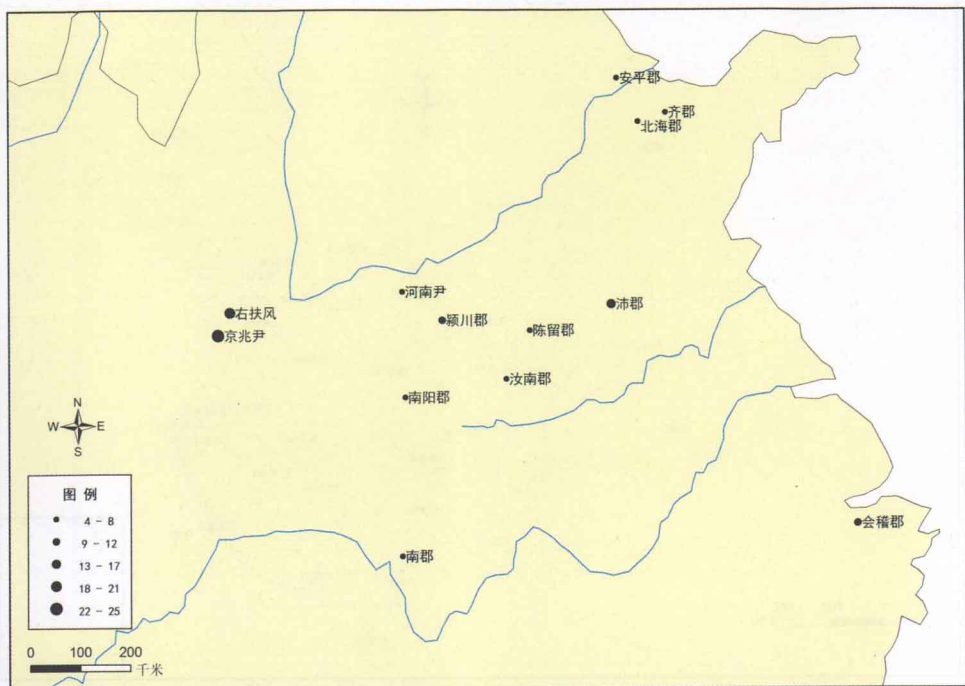 安平郡
齐郡
北海郡
河南尹
右扶风
颍川郡
沛郡
陈留郡
京兆尹
汝南郡
南阳郡
N
W E
S
图 例
4 - 8
9 - 12
13 - 17
18 - 21
22 - 25
会稽郡
南郡
0 100 200
千米